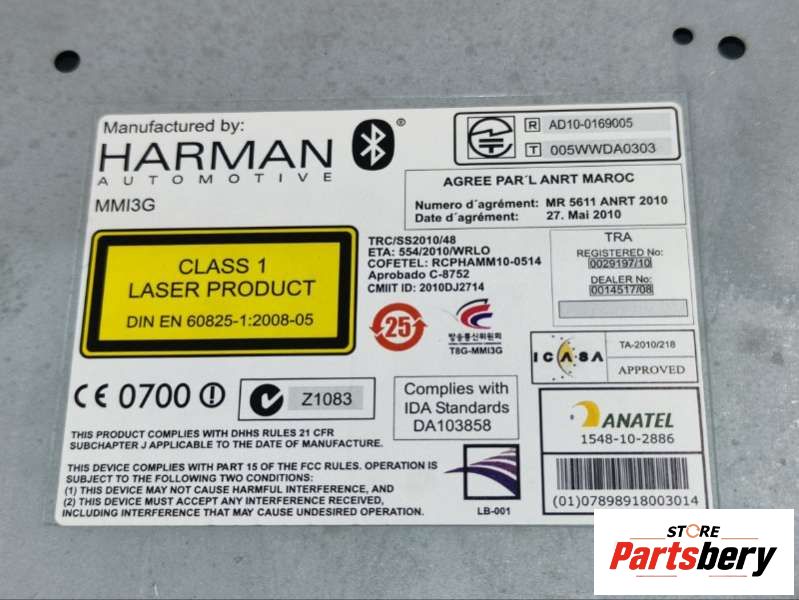 Manufactured by:
HARMAN
AUTOMOTIVE
MMI3G
®
R AD10-0169005
T 005WWDA0303
AGREE PAR´L ANRT MAROC
Numero d´agrément: MR 5611 ANRT 2010
Date d´agrément: 27. Mai 2010
CLASS 1
LASER PRODUCT
DIN EN 60825-1:2008-05
TRC/SS2010/48
ETA: 554/2010/WRLO
COFETEL: RCPHAMM10-0514
Aprobado C-8752
CMIIT ID: 2010DJ2714
TRA
REGISTERED No:
0029197/10
DEALER No:
0014517/08
25
방송통신위원회
T8G-MMI3G
ICASA
TA-2010/218
APPROVED
CE 0700
Z1083
Complies with
IDA Standards
DA103858
ANATEL
1548-10-2886
(01)07898918003014
THIS PRODUCT COMPLIES WITH DHHS RULES 21 CFR
SUBCHAPTER J APPLICABLE TO THE DATE OF MANUFACTURE.
THIS DEVICE COMPLIES WITH PART 15 OF THE FCC RULES. OPERATION IS
SUBJECT TO THE FOLLOWING TWO CONDITIONS:
(1) THIS DEVICE MAY NOT CAUSE HARMFUL INTERFERENCE, AND
(2) THIS DEVICE MUST ACCEPT ANY INTERFERENCE RECEIVED,
INCLUDING INTERFERENCE THAT MAY CAUSE UNDESIRED OPERATION.
LB-001
STORE
Partsbery